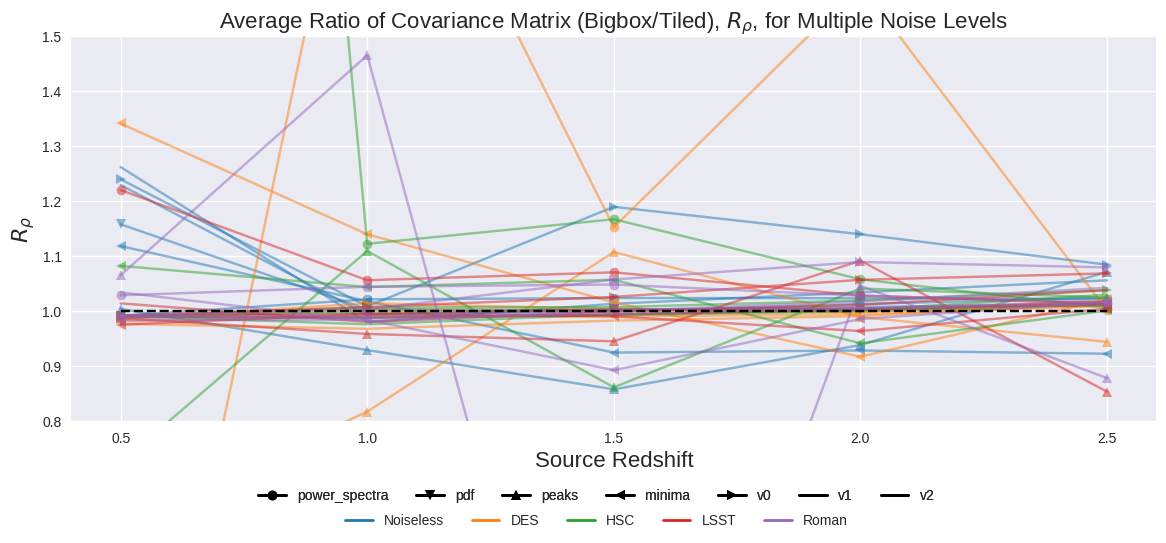 Average Ratio of Covariance Matrix (Bigbox/Tiled), Rρ, for Multiple Noise Levels
1.5
1.4
1.3
1.2
1.1
1.0
0.9
0.8
Rρ
0.5 1.0 1.5 2.0 2.5
Source Redshift
power_spectra pdf peaks minima v0 v1 v2
Noiseless DES HSC LSST Roman